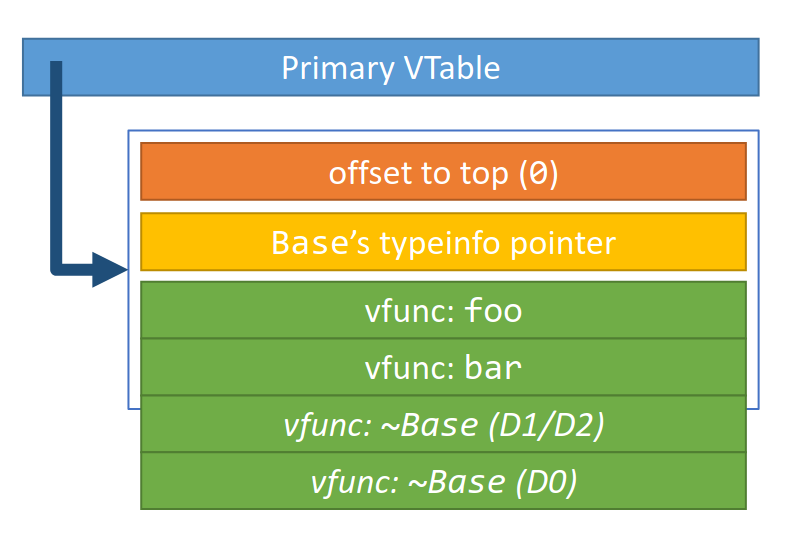 Primary VTable
offset to top (0)
Base’s typeinfo pointer
vfunc: foo
vfunc: bar
vfunc: ~Base (D1/D2)
vfunc: ~Base (D0)